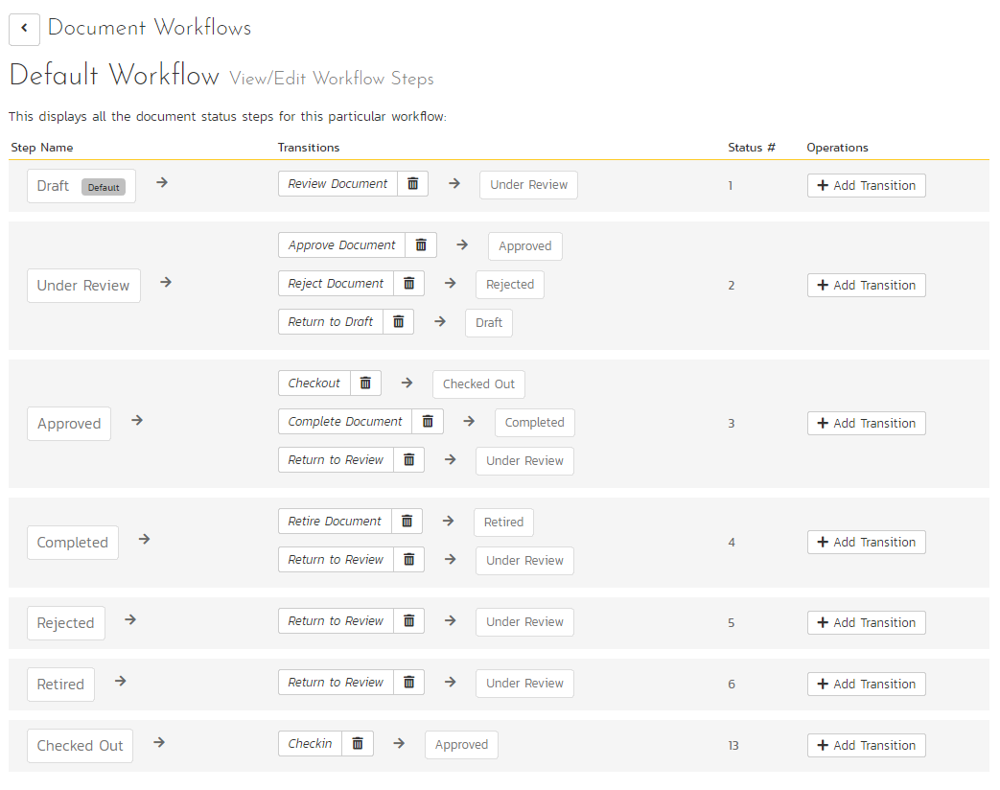 Document Workflows
Default Workflow View/Edit Workflow Steps
This displays all the document status steps for this particular workflow:
Step Name Transitions Status # Operations
Draft Default Review Document Under Review 1 Add Transition
Approve Document Approved
Under Review Reject Document Rejected 2 Add Transition
Return to Draft Draft
Checkout Checked Out
Approved Complete Document Completed 3 Add Transition
Return to Review Under Review
Retire Document Retired
Completed 4 Add Transition
Return to Review Under Review
Rejected Return to Review Under Review 5 Add Transition
Retired Return to Review Under Review 6 Add Transition
Checked Out Checkin Approved 13 Add Transition